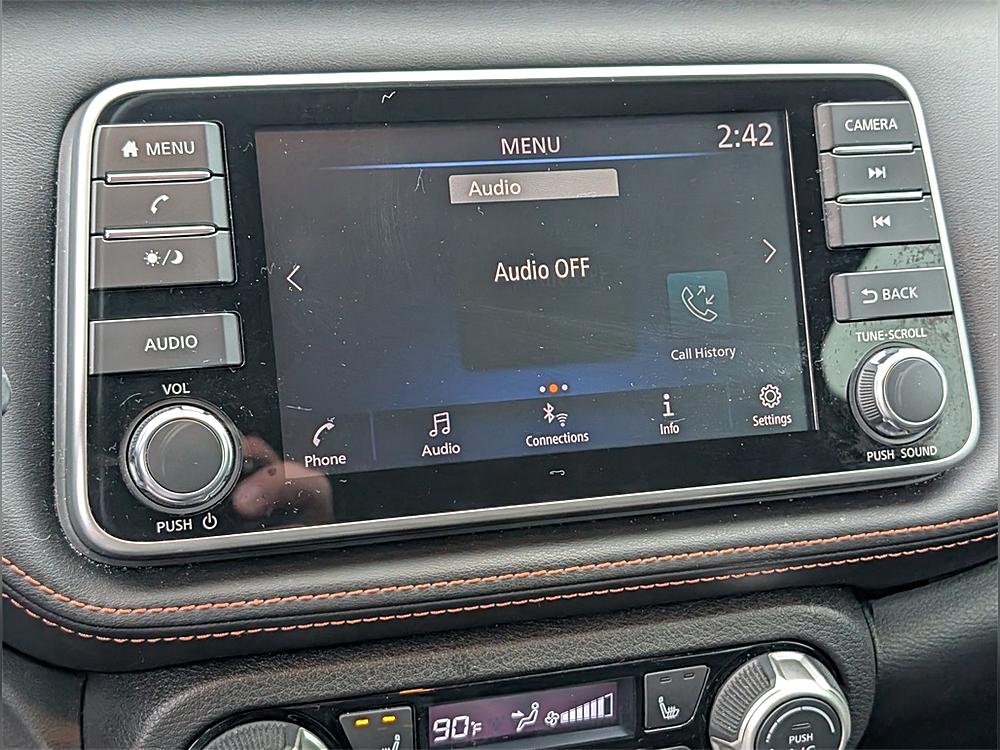 MENU
AUDIO
VOL
PUSH
MENU
2:42
Audio
Audio OFF
Call History
Phone
Audio
Connections
Info
Settings
CAMERA
BACK
TUNE·SCROLL
PUSH SOUND
90°F
PUSH